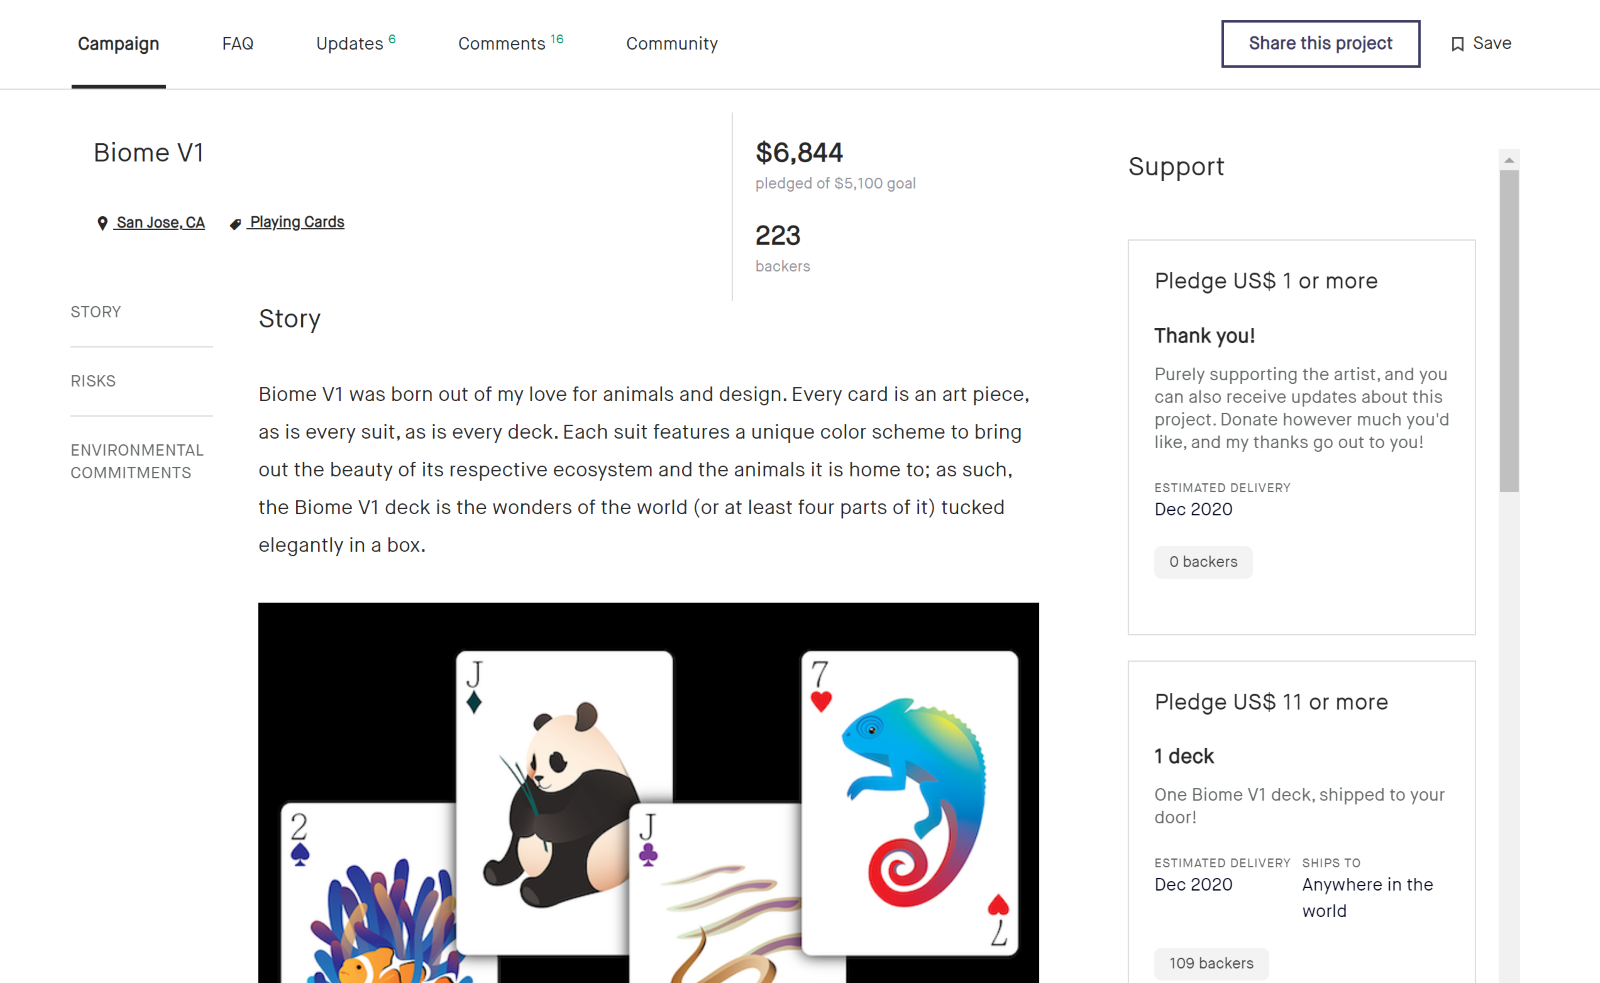 Campaign
FAQ
Updates 6
Comments 16
Community
Share this project
Save
Biome V1
San Jose, CA
Playing Cards
$6,844
pledged of $5,100 goal
223
backers
STORY
RISKS
ENVIRONMENTAL
COMMITMENTS
Story
Biome V1 was born out of my love for animals and design. Every card is an art piece,
as is every suit, as is every deck. Each suit features a unique color scheme to bring
out the beauty of its respective ecosystem and the animals it is home to; as such,
the Biome V1 deck is the wonders of the world (or at least four parts of it) tucked
elegantly in a box.
J
7
2
J
7
Support
Pledge US$ 1 or more
Thank you!
Purely supporting the artist, and you
can also receive updates about this
project. Donate however much you'd
like, and my thanks go out to you!
ESTIMATED DELIVERY
Dec 2020
0 backers
Pledge US$ 11 or more
1 deck
One Biome V1 deck, shipped to your
door!
ESTIMATED DELIVERY
Dec 2020
SHIPS TO
Anywhere in the
world
109 backers